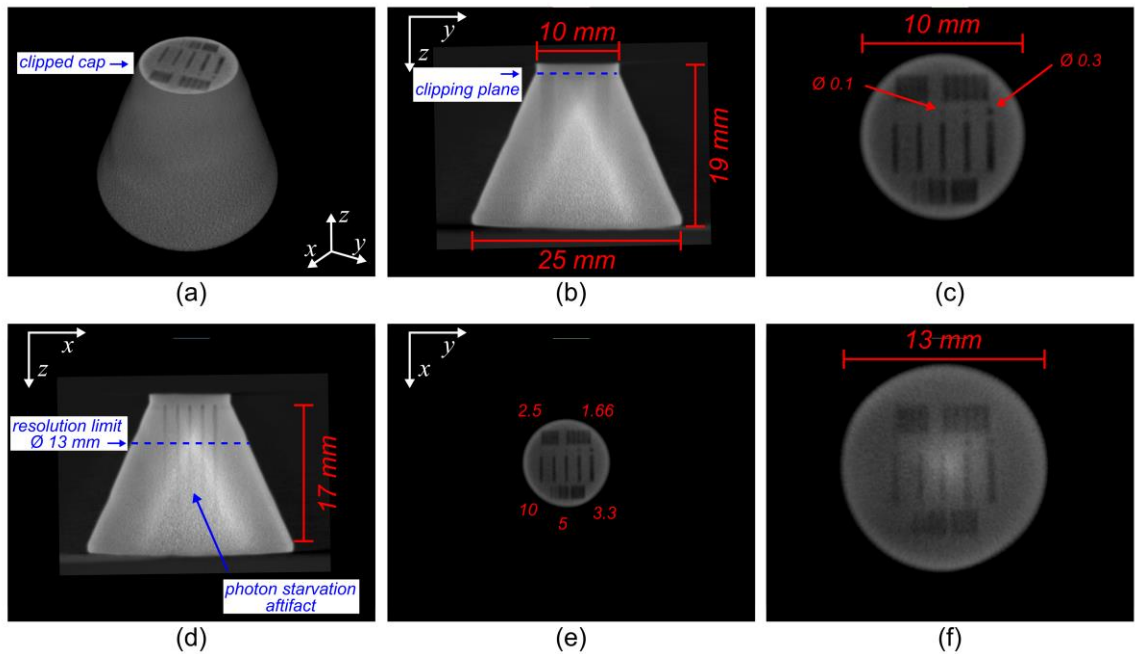 clipped cap
z
x
y
(a)
y
z
10 mm
clipping plane
19 mm
25 mm
(b)
10 mm
Ø 0.1
Ø 0.3
(c)
x
z
resolution limit
Ø 13 mm
17 mm
photon starvation
aftifact
(d)
y
x
2.5
1.66
10
5
3.3
(e)
13 mm
(f)